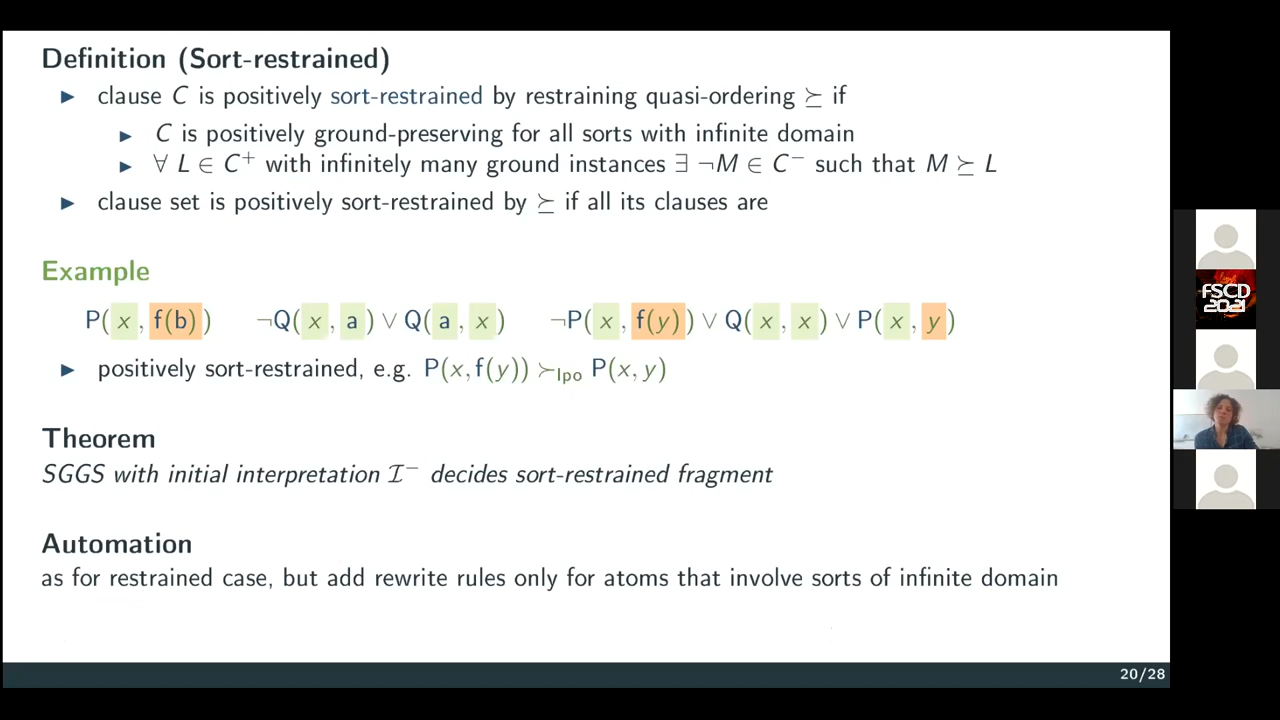 Definition (Sort-restrained)
▶ clause C is positively sort-restrained by restraining quasi-ordering ⪰ if
▶ C is positively ground-preserving for all sorts with infinite domain
▶ ∀ L ∈ C⁺ with infinitely many ground instances ∃ ¬M ∈ C⁻ such that M ⪰ L
▶ clause set is positively sort-restrained by ⪰ if all its clauses are
Example
P(x, f(b)) ¬Q(x, a) ∨ Q(a, x) ¬P(x, f(y)) ∨ Q(x, x) ∨ P(x, y)
▶ positively sort-restrained, e.g. P(x, f(y)) ≻lpo P(x, y)
Theorem
SGGS with initial interpretation I⁻ decides sort-restrained fragment
Automation
as for restrained case, but add rewrite rules only for atoms that involve sorts of infinite domain
20/28
FSCD
2021